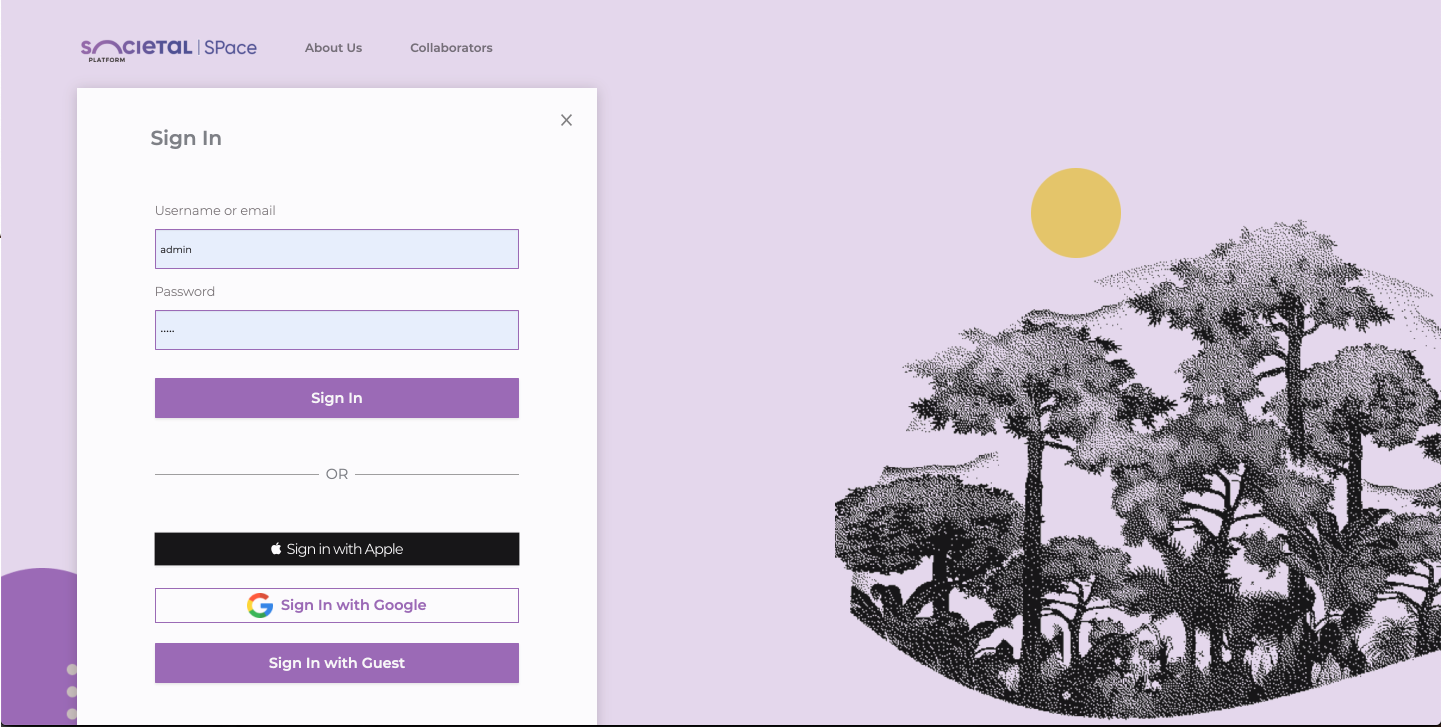 SOCIETAL | SPace
PLATFORM
About Us
Collaborators
Sign In
Username or email
admin
Password
.....
Sign In
OR
Sign in with Apple
Sign In with Google
Sign In with Guest